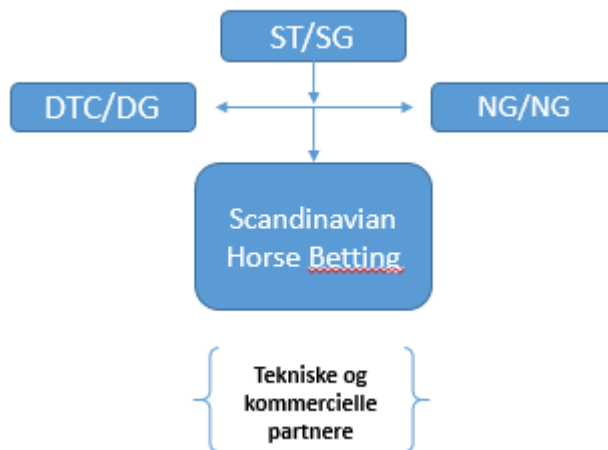 ST/SG
DTC/DG
NG/NG
Scandinavian
Horse Betting
Tekniske og
kommercielle
partnere